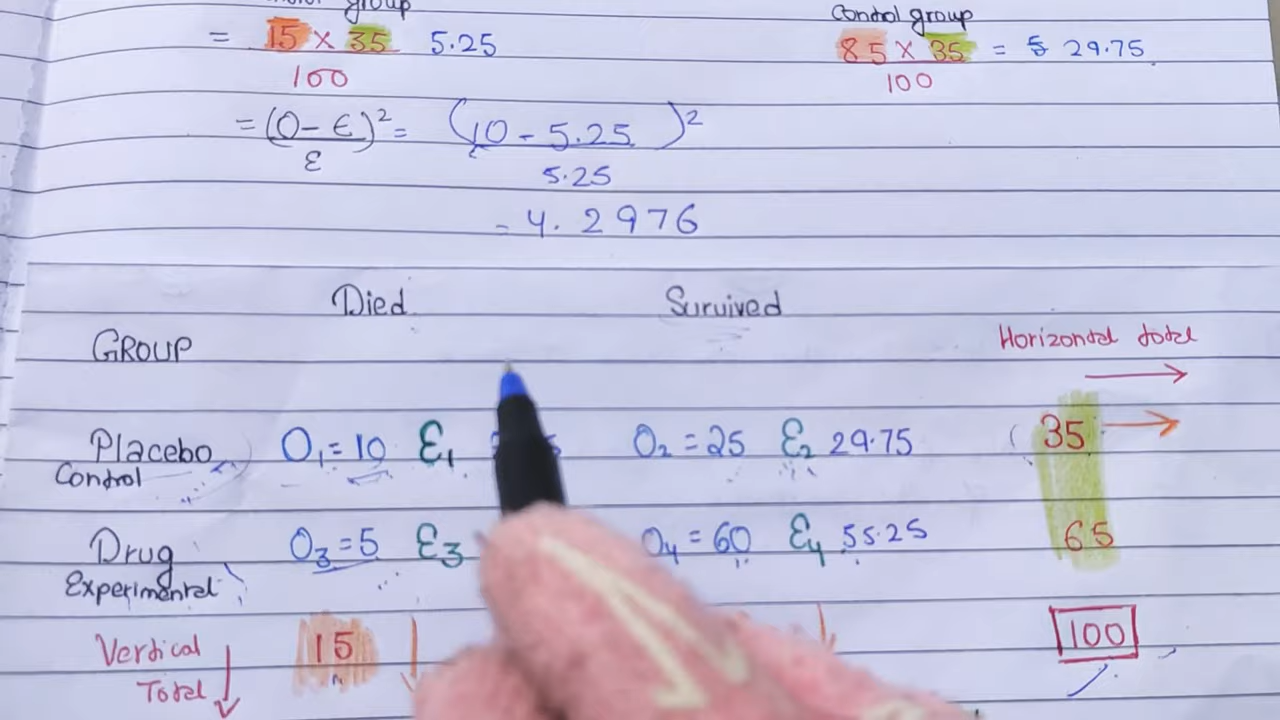 group
Control group
= 15 × 35 5.25
100
85 × 35 = 29.75
100
= (O - E)² = (10 - 5.25)²
E 5.25
= 4.2976
Died Survived
GROUP
Horizontal total
Placebo O₁ = 10 E₁ O₂ = 25 E₂ 29.75 35
Control
Drug O₃ = 5 E₃ O₄ = 60 E₄ 55.25 65
Experimental
Vertical 15 100
Total